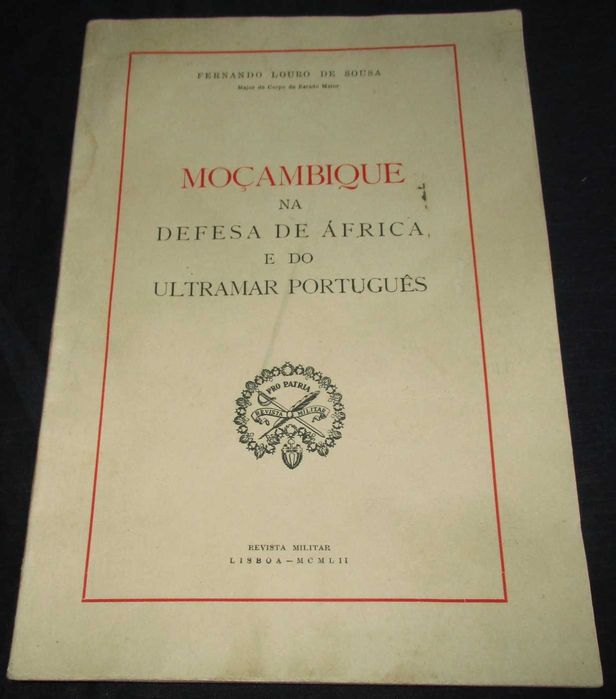 FERNANDO LOURO DE SOUSA
Major do Corpo do Estado Maior
MOÇAMBIQUE
NA
DEFESA DE ÁFRICA
E DO
ULTRAMAR PORTUGUÊS
PRO PATRIA
REVISTA MILITAR
REVISTA MILITAR
LISBOA — MCMLII